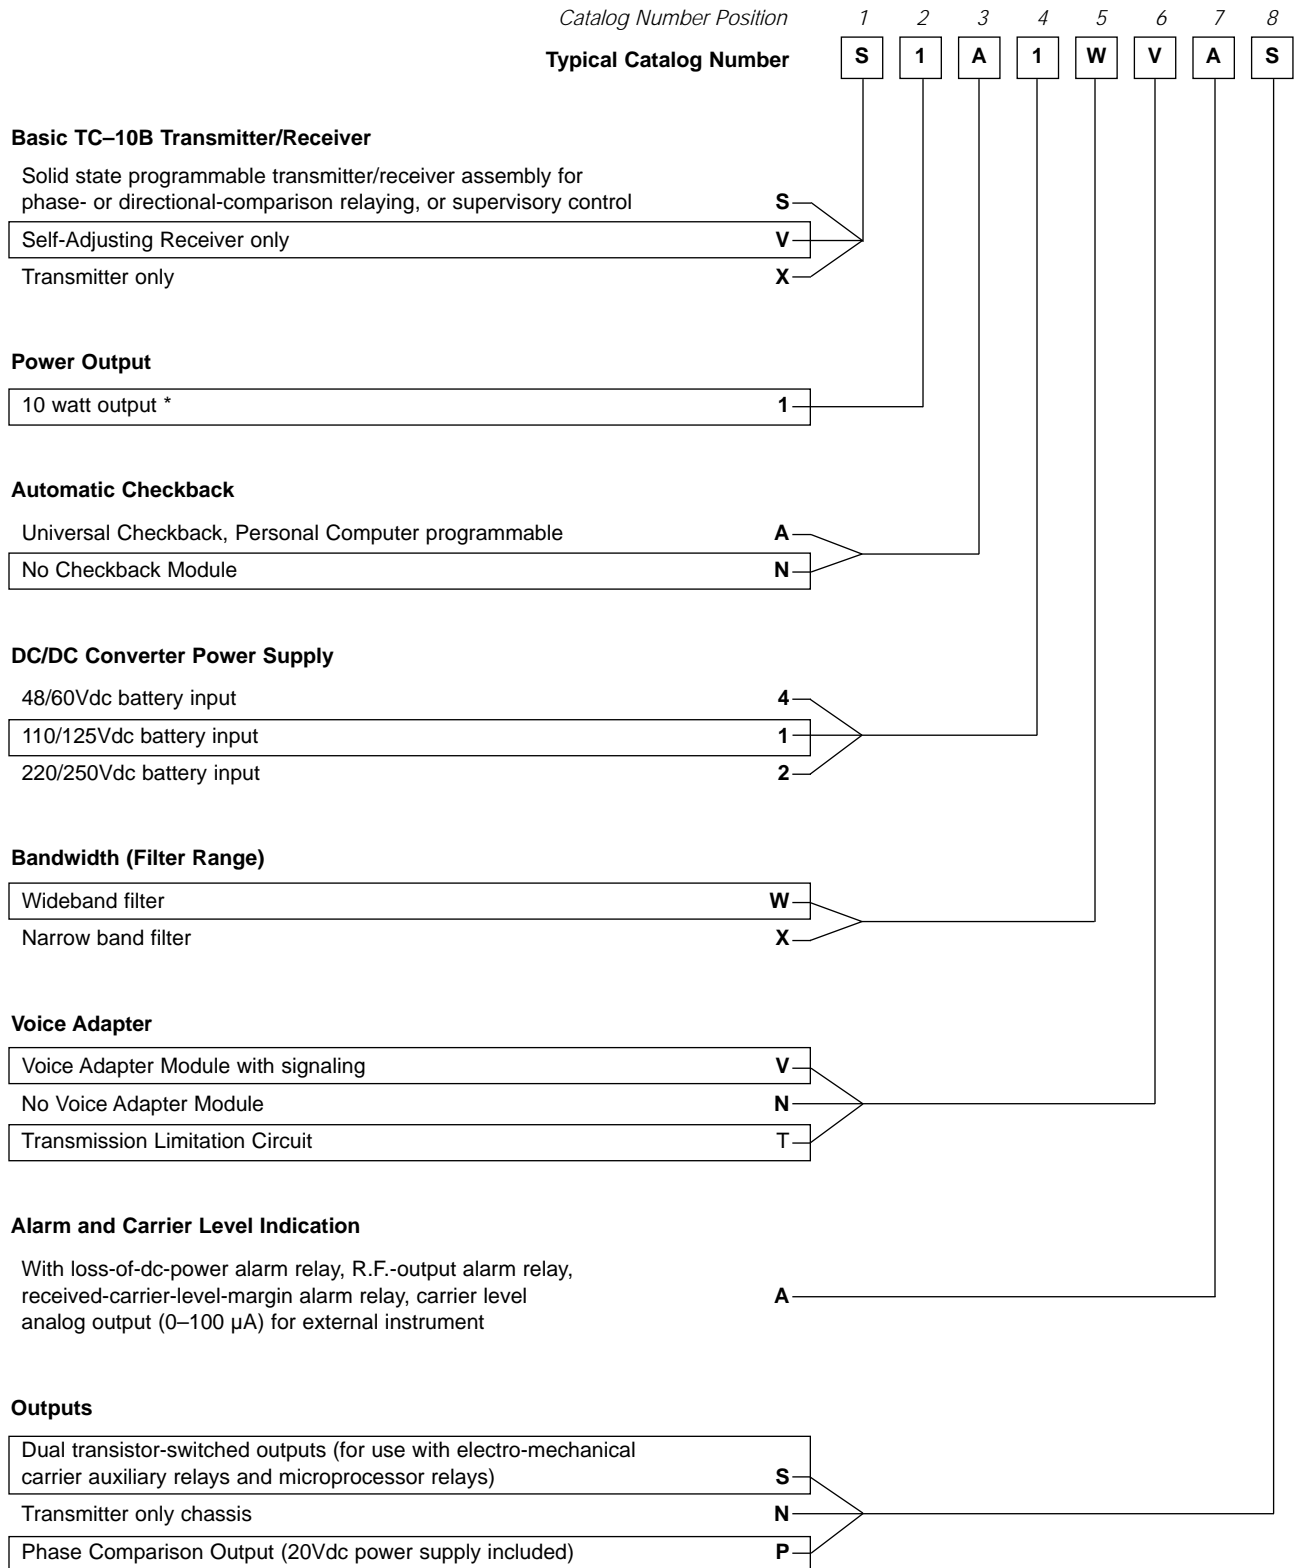 Catalog Number Position 1 2 3 4 5 6 7 8
Typical Catalog Number S 1 A 1 W V A S
Basic TC–10B Transmitter/Receiver
Solid state programmable transmitter/receiver assembly for
phase- or directional-comparison relaying, or supervisory control S
Self-Adjusting Receiver only V
Transmitter only X
Power Output
10 watt output * 1
Automatic Checkback
Universal Checkback, Personal Computer programmable A
No Checkback Module N
DC/DC Converter Power Supply
48/60Vdc battery input 4
110/125Vdc battery input 1
220/250Vdc battery input 2
Bandwidth (Filter Range)
Wideband filter W
Narrow band filter X
Voice Adapter
Voice Adapter Module with signaling V
No Voice Adapter Module N
Transmission Limitation Circuit T
Alarm and Carrier Level Indication
With loss-of-dc-power alarm relay, R.F.-output alarm relay,
received-carrier-level-margin alarm relay, carrier level A
analog output (0–100 µA) for external instrument
Outputs
Dual transistor-switched outputs (for use with electro-mechanical
carrier auxiliary relays and microprocessor relays) S
Transmitter only chassis N
Phase Comparison Output (20Vdc power supply included) P